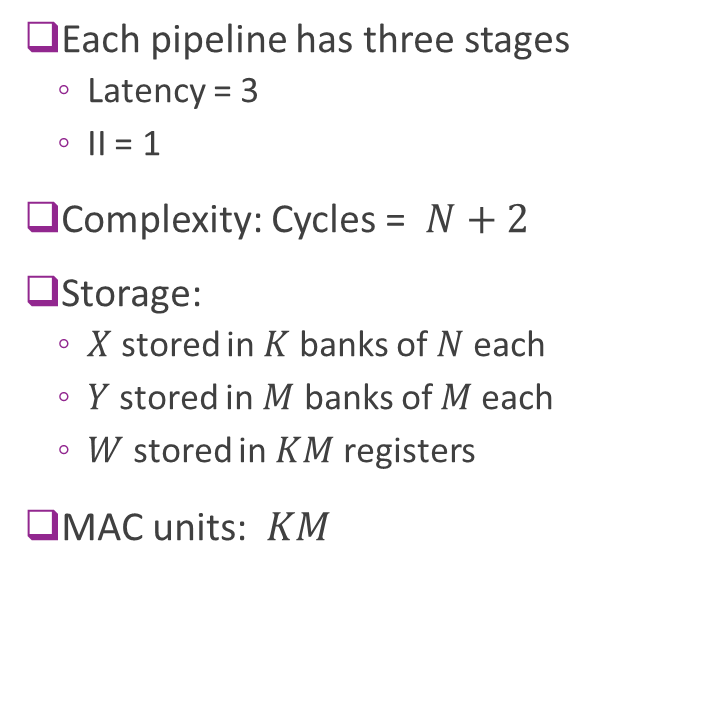 ❑Each pipeline has three stages
◦ Latency = 3
◦ II = 1
❑Complexity: Cycles = N + 2
❑Storage:
◦ X stored in K banks of N each
◦ Y stored in M banks of M each
◦ W stored in KM registers
❑MAC units: KM